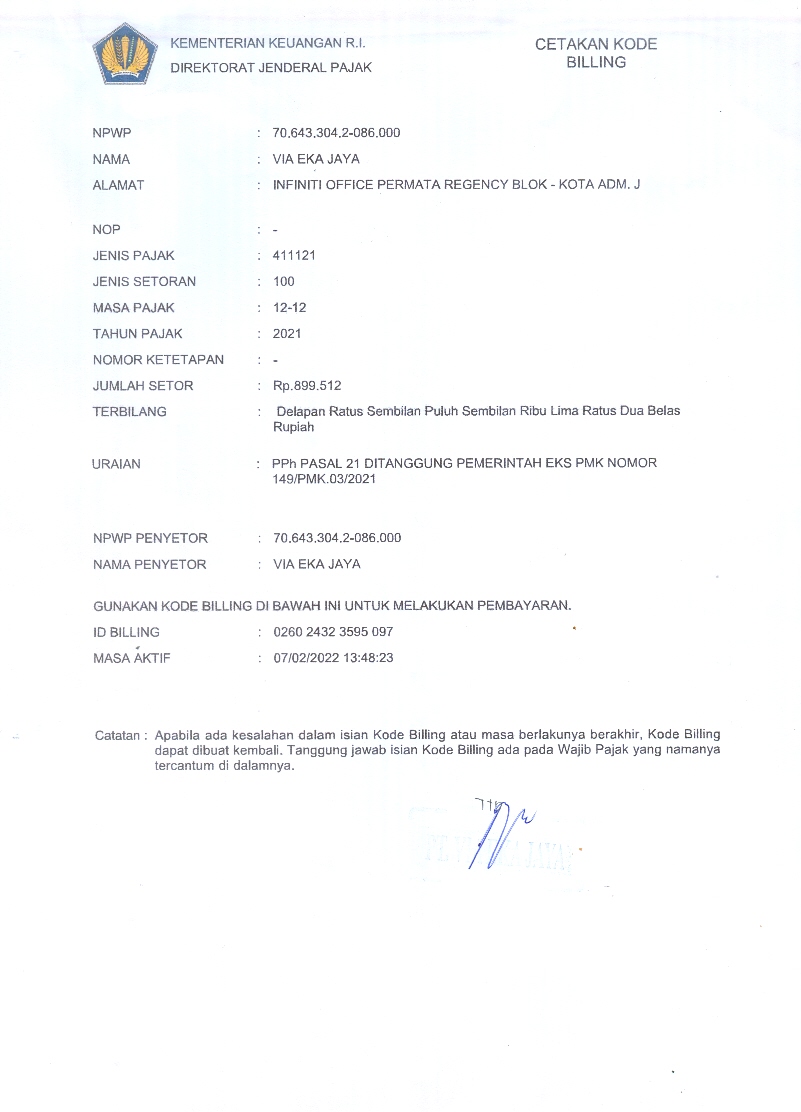 KEMENTERIAN KEUANGAN R.I.
DIREKTORAT JENDERAL PAJAK
CETAKAN KODE
BILLING
NPWP : 70.643.304.2-086.000
NAMA : VIA EKA JAYA
ALAMAT : INFINITI OFFICE PERMATA REGENCY BLOK - KOTA ADM. J
NOP : -
JENIS PAJAK : 411121
JENIS SETORAN : 100
MASA PAJAK : 12-12
TAHUN PAJAK : 2021
NOMOR KETETAPAN : -
JUMLAH SETOR : Rp.899.512
TERBILANG : Delapan Ratus Sembilan Puluh Sembilan Ribu Lima Ratus Dua Belas
Rupiah
URAIAN : PPh PASAL 21 DITANGGUNG PEMERINTAH EKS PMK NOMOR
149/PMK.03/2021
NPWP PENYETOR : 70.643.304.2-086.000
NAMA PENYETOR : VIA EKA JAYA
GUNAKAN KODE BILLING DI BAWAH INI UNTUK MELAKUKAN PEMBAYARAN.
ID BILLING : 0260 2432 3595 097
MASA AKTIF : 07/02/2022 13:48:23
Catatan : Apabila ada kesalahan dalam isian Kode Billing atau masa berlakunya berakhir, Kode Billing
dapat dibuat kembali. Tanggung jawab isian Kode Billing ada pada Wajib Pajak yang namanya
tercantum di dalamnya.